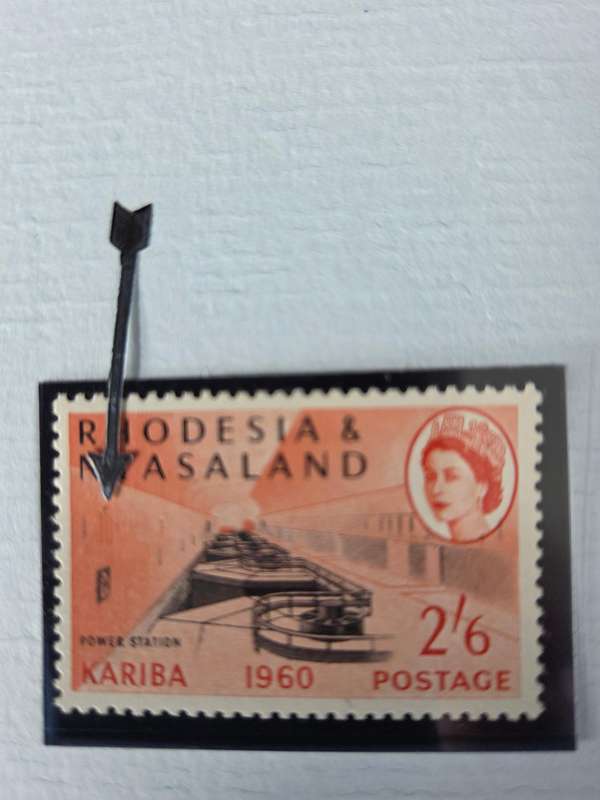 RHODESIA &
NYASALAND
2/6
POWER STATION
KARIBA 1960 POSTAGE